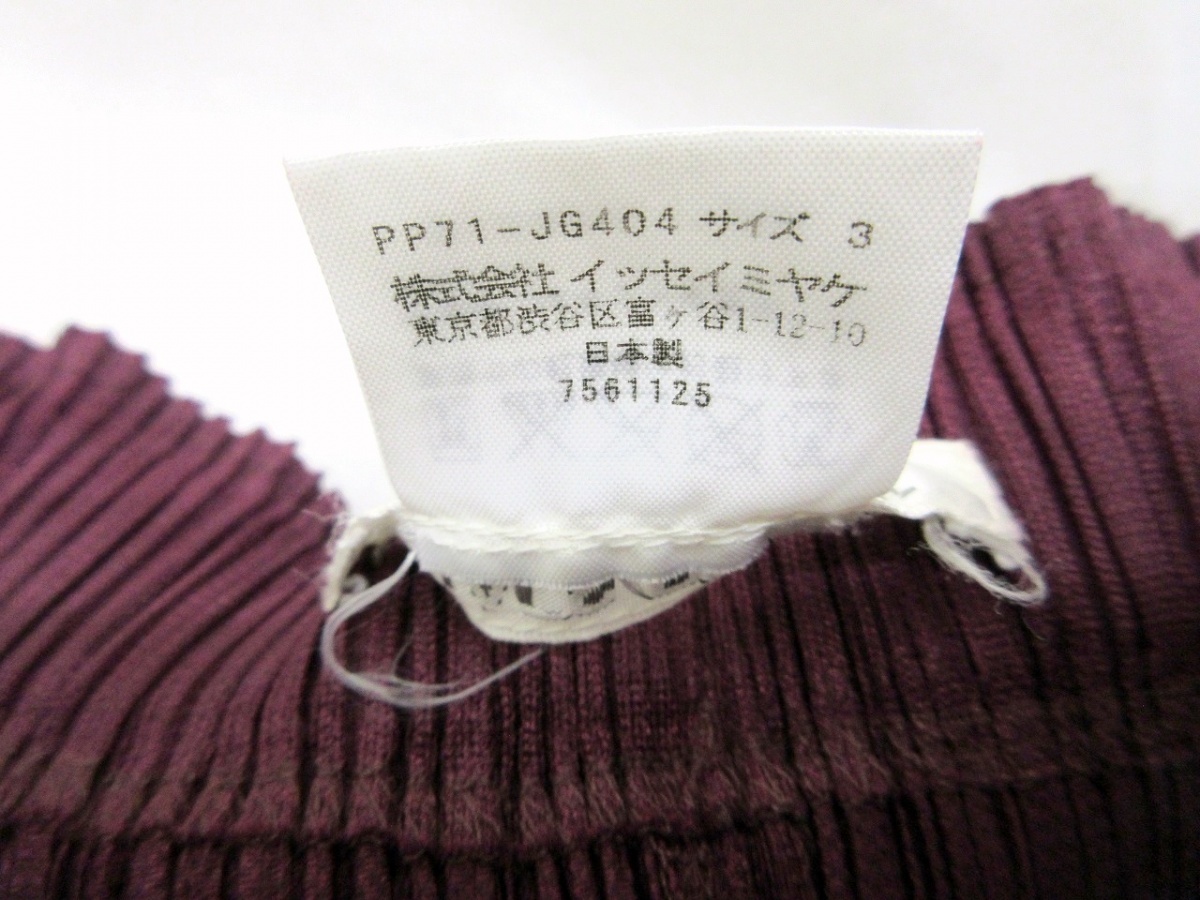 PP71-JG404 サイズ 3
株式会社 イッセイミヤケ
東京都渋谷区富ヶ谷1-12-10
日本製
7561125